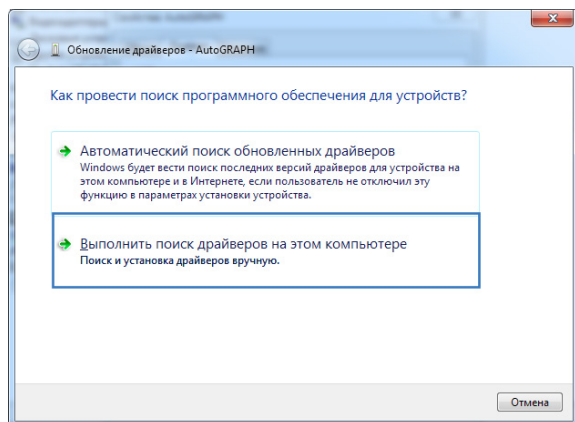 Обновление драйверов - AutoGRAPH
Как провести поиск программного обеспечения для устройств?
Автоматический поиск обновленных драйверов
Windows будет вести поиск последних версий драйверов для устройства на
этом компьютере и в Интернете, если пользователь не отключил эту
функцию в параметрах установки устройства.
Выполнить поиск драйверов на этом компьютере
Поиск и установка драйверов вручную.
Отмена